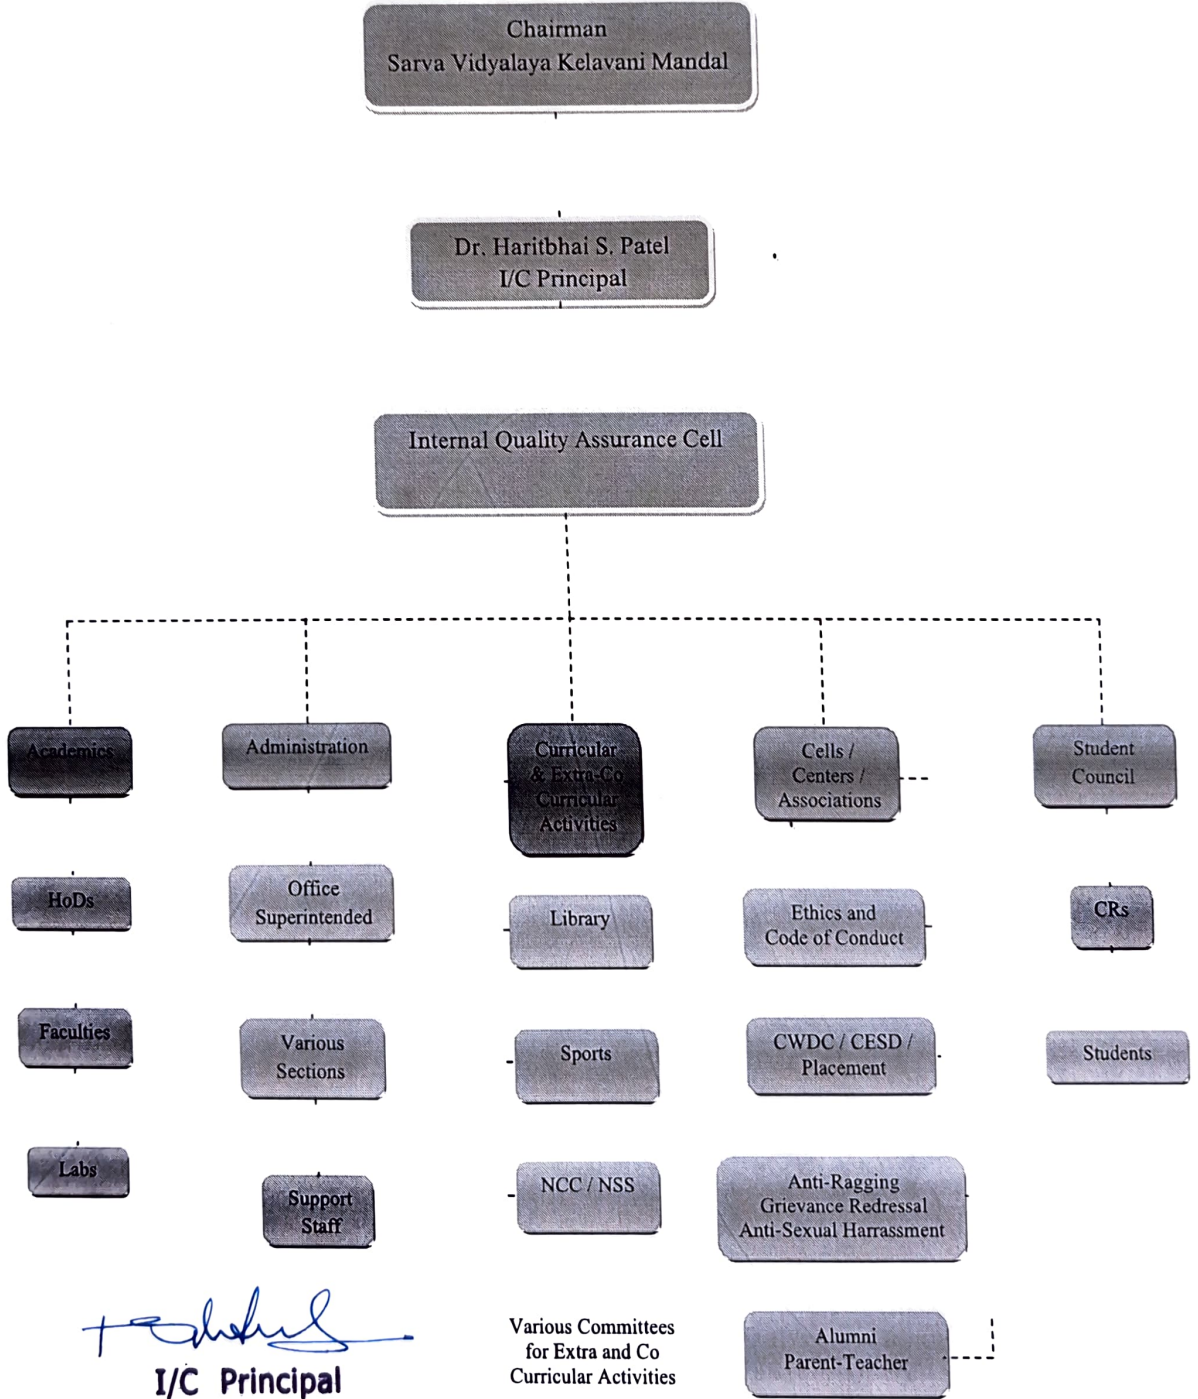 Chairman
Sarva Vidyalaya Kelavani Mandal
Dr. Haritbhai S. Patel
I/C Principal
Internal Quality Assurance Cell
Academics
Administration
Curricular
& Extra-Co
Curricular
Activities
Cells /
Centers /
Associations
Student
Council
HoDs
Office
Superintended
Library
Ethics and
Code of Conduct
CRs
Faculties
Various
Sections
Sports
CWDC / CESD /
Placement
Students
Labs
Support
Staff
NCC / NSS
Anti-Ragging
Grievance Redressal
Anti-Sexual Harrassment
Various Committees
for Extra and Co
Curricular Activities
Alumni
Parent-Teacher
I/C Principal